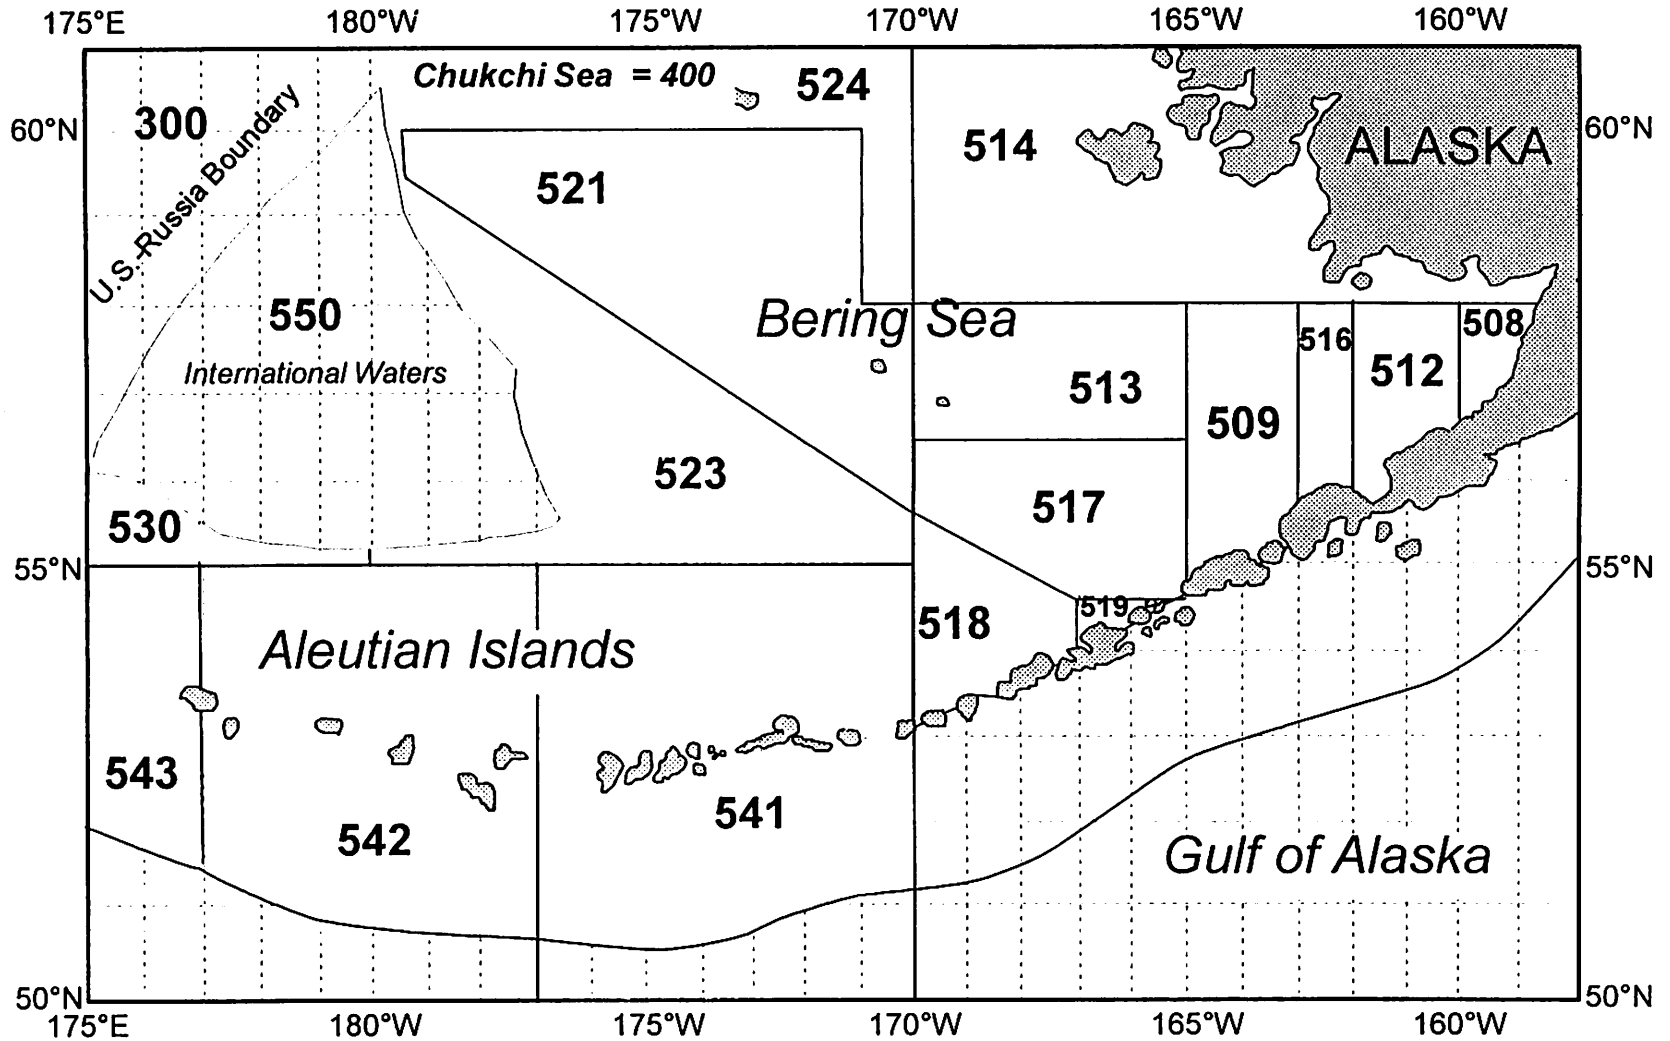 175°E 180°W 175°W 170°W 165°W 160°W
Chukchi Sea = 400
524
300
60°N
60°N
514
ALASKA
521
U.S.-Russia Boundary
550
Bering Sea
508
516
International Waters
512
513
509
523
517
530
55°N
55°N
519
518
Aleutian Islands
543
541
542
Gulf of Alaska
50°N
50°N
175°E 180°W 175°W 170°W 165°W 160°W